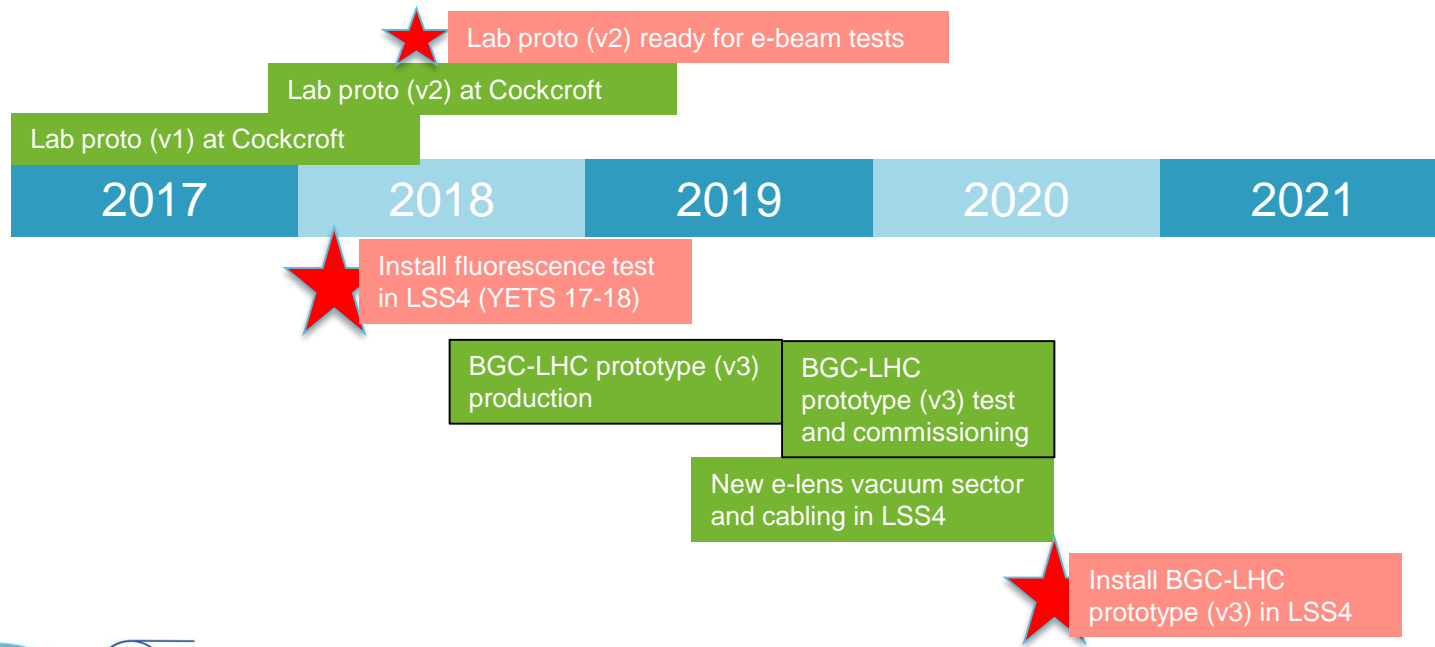 Lab proto (v2) ready for e-beam tests
Lab proto (v2) at Cockcroft
Lab proto (v1) at Cockcroft
2017 2018 2019 2020 2021
Install fluorescence test
in LSS4 (YETS 17-18)
BGC-LHC prototype (v3)
production
BGC-LHC
prototype (v3) test
and commissioning
New e-lens vacuum sector
and cabling in LSS4
Install BGC-LHC
prototype (v3) in LSS4